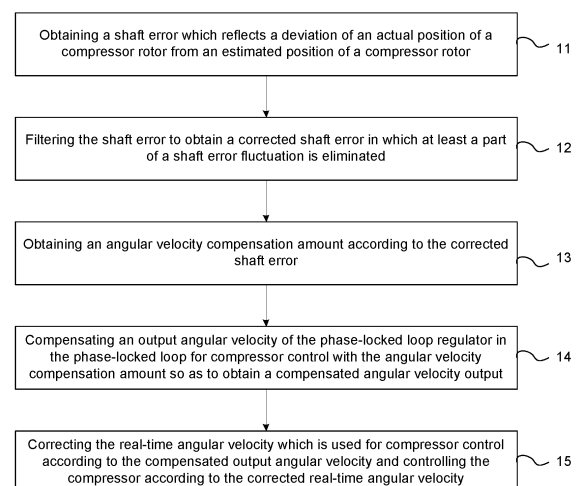 Obtaining a shaft error which reflects a deviation of an actual position of a
compressor rotor from an estimated position of a compressor rotor
11
Filtering the shaft error to obtain a corrected shaft error in which at least a part
of a shaft error fluctuation is eliminated
12
Obtaining an angular velocity compensation amount according to the corrected
shaft error
13
Compensating an output angular velocity of the phase-locked loop regulator in
the phase-locked loop for compressor control with the angular velocity
compensation amount so as to obtain a compensated angular velocity output
14
Correcting the real-time angular velocity which is used for compressor control
according to the compensated output angular velocity and controlling the
compressor according to the corrected real-time angular velocity
15